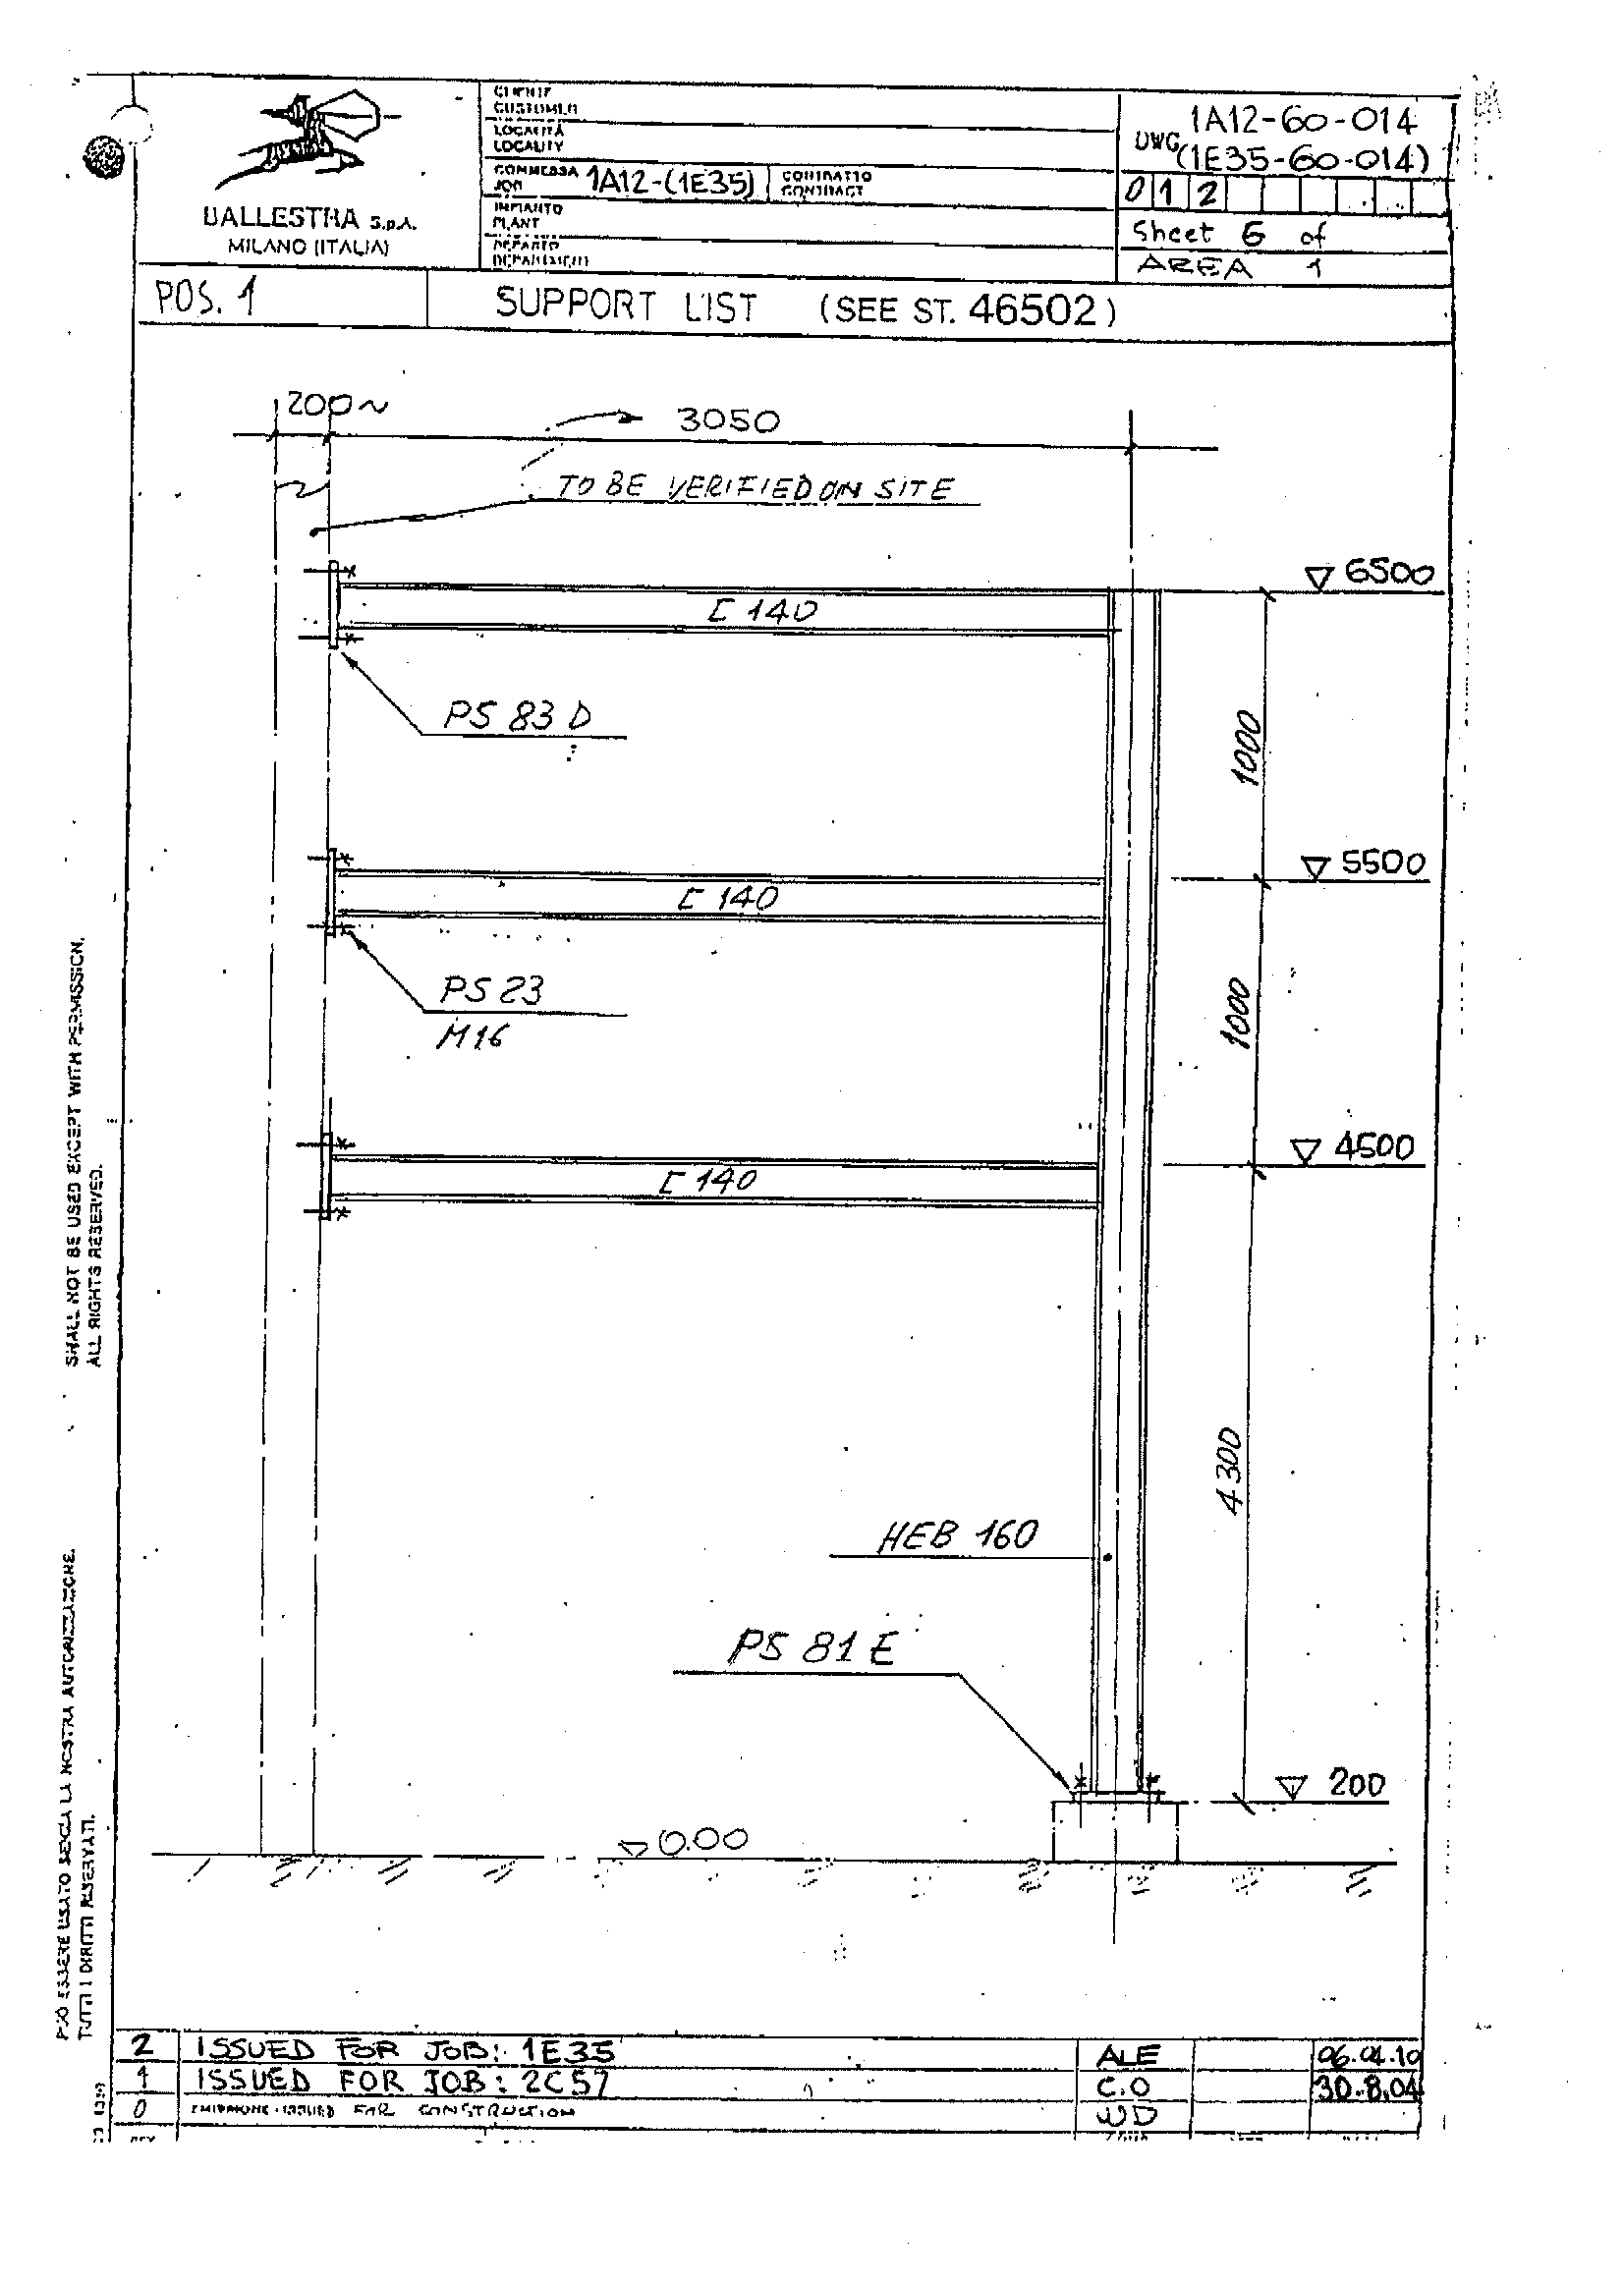 BALLESTRA S.p.A.
MILANO (ITALIA)
CLIENTE
CUSTOMER
LOCALITÀ
LOCALITY
COMMESSA
JOB 1A12-(1E35)
CONTRATTO
CONTRACT
IMPIANTO
PLANT
REPARTO
DEPARTMENT
1A12-60-014
DWG (1E35-60-014)
0 1 2
Sheet 6 of
AREA 1
POS. 1 SUPPORT LIST (SEE ST. 46502)
200~ 3050
TO BE VERIFIED ON SITE
6500
[ 140
PS 83 D
1000
5500
[ 140
PS 23
M16
1000
4500
[ 140
4300
HEB 160
PS 81 E
200
0.00
SHALL NOT BE USED EXCEPT WITH PERMISSION.
ALL RIGHTS RESERVED.
ESSERE USATO SENZA LA NOSTRA AUTORIZZAZIONE.
TUTTI I DIRITTI RISERVATI.
2 ISSUED FOR JOB: 1E35 ALE 06.04.10
1 ISSUED FOR JOB: 2C57 C.O 30.8.04
0 EMISSIONE - ISSUED FOR CONSTRUCTION WD
REV